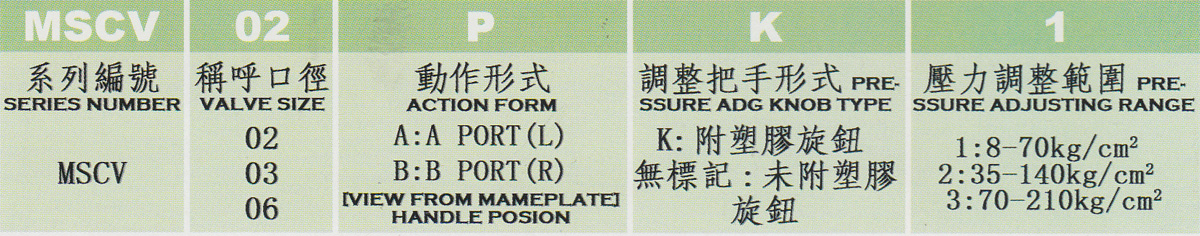 MSCV 02 P K 1
系列編號 稱呼口徑 動作形式 調整把手形式 PRE- 壓力調整範圍 PRE-
SERIES NUMBER VALVE SIZE ACTION FORM SSURE ADG KNOB TYPE SSURE ADJUSTING RANGE
MSCV
02
03
06
A:A PORT(L)
B:B PORT(R)
[VIEW FROM MAMEPLATE]
HANDLE POSION
K:附塑膠旋鈕
無標記:未附塑膠
旋鈕
1:8-70kg/cm²
2:35-140kg/cm²
3:70-210kg/cm²